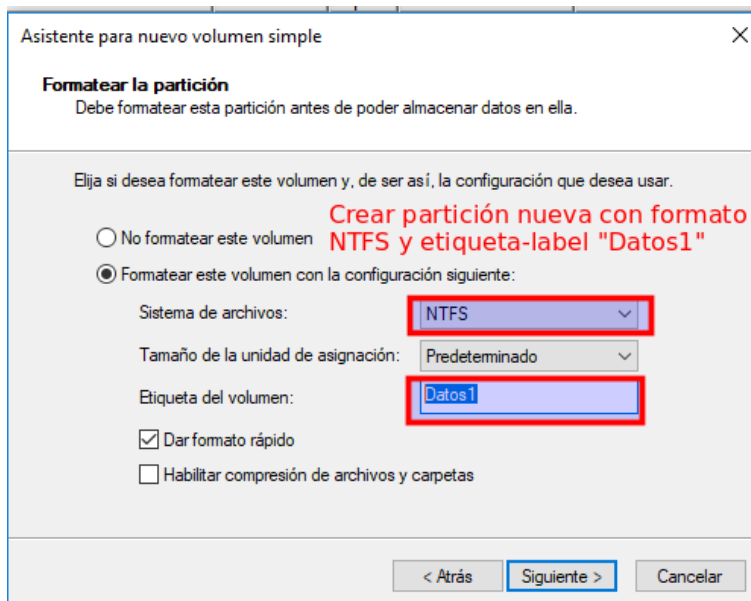 Asistente para nuevo volumen simple
Formatear la partición
Debe formatear esta partición antes de poder almacenar datos en ella.
Elija si desea formatear este volumen y, de ser así, la configuración que desea usar.
Crear partición nueva con formato
NTFS y etiqueta-label "Datos1"
No formatear este volumen
Formatear este volumen con la configuración siguiente:
Sistema de archivos: NTFS
Tamaño de la unidad de asignación: Predeterminado
Etiqueta del volumen: Datos1
Dar formato rápido
Habilitar compresión de archivos y carpetas
< Atrás Siguiente > Cancelar